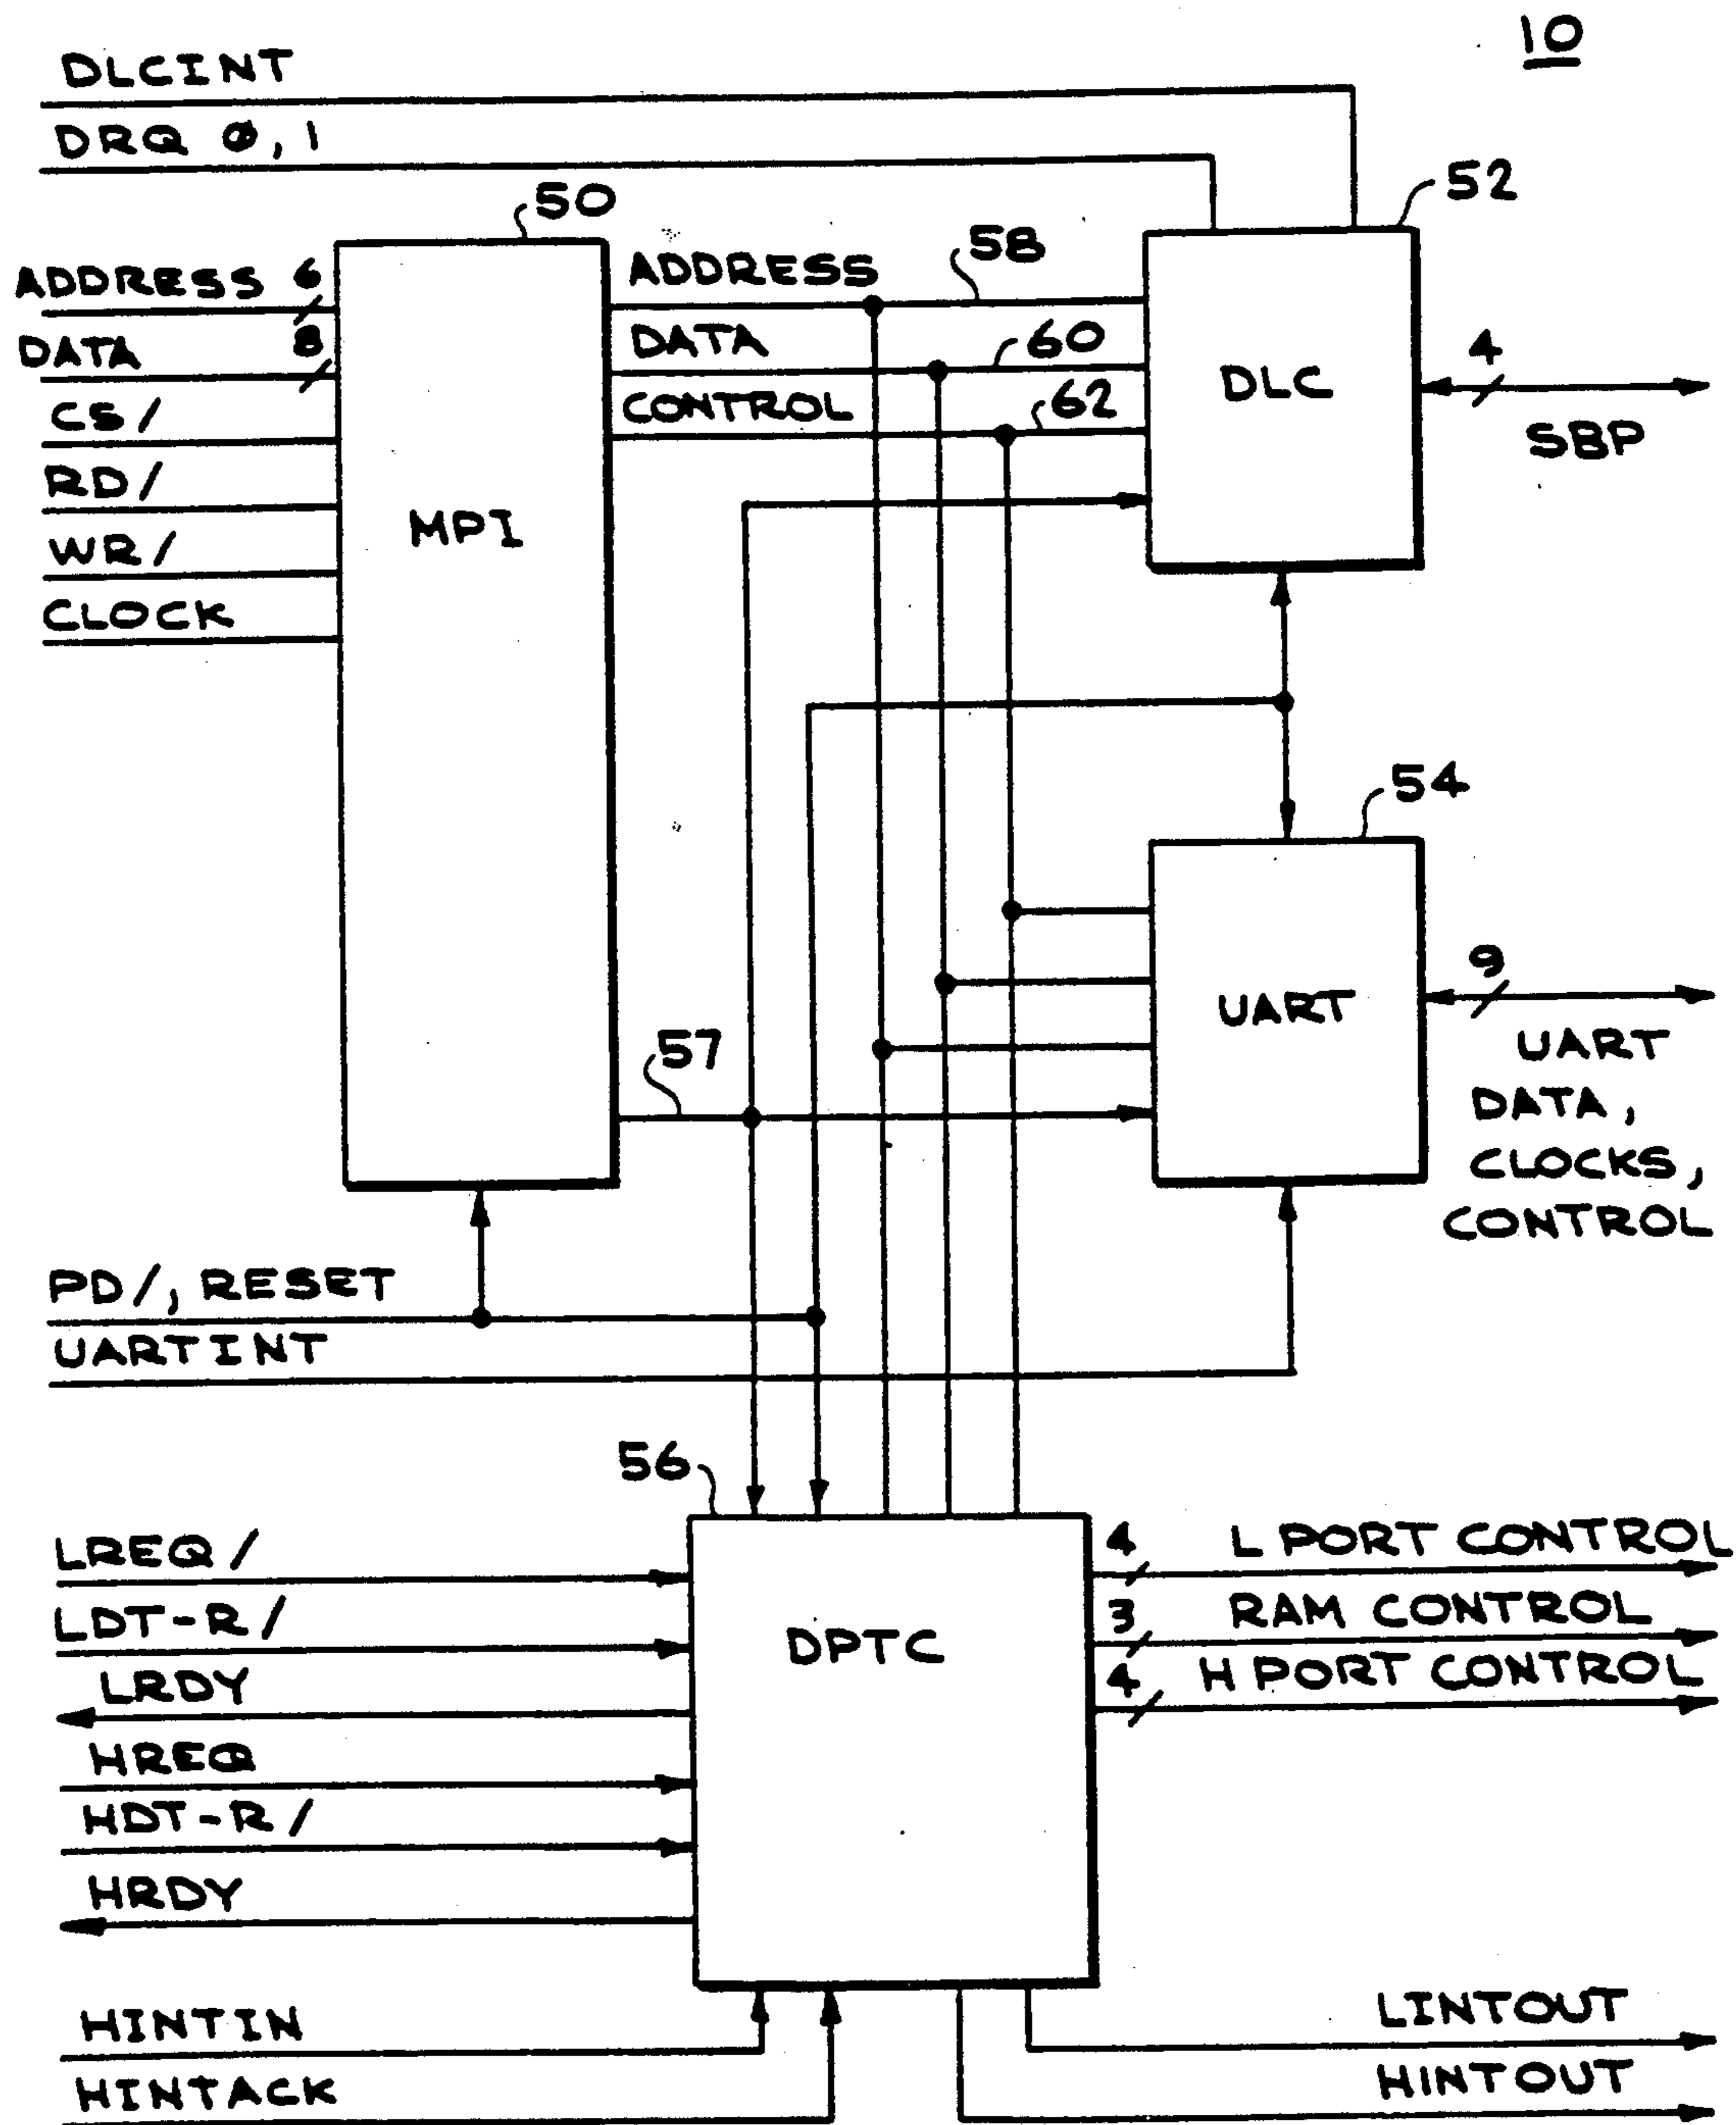 10
DLCINT
DRQ 0, 1
50
52
ADDRESS 6
ADDRESS
58
DATA 8
DATA
60
CS/
CONTROL
62
DLC
4
SBP
RD/
MPI
WR/
CLOCK
54
UART
9
UART
DATA,
CLOCKS,
CONTROL
57
PD/, RESET
UARTINT
56
LREQ/
4
L PORT CONTROL
LDT-R/
DPTC
3
RAM CONTROL
LRDY
4
H PORT CONTROL
HREQ
HDT-R/
HRDY
HINTIN
LINTOUT
HINTACK
HINTOUT